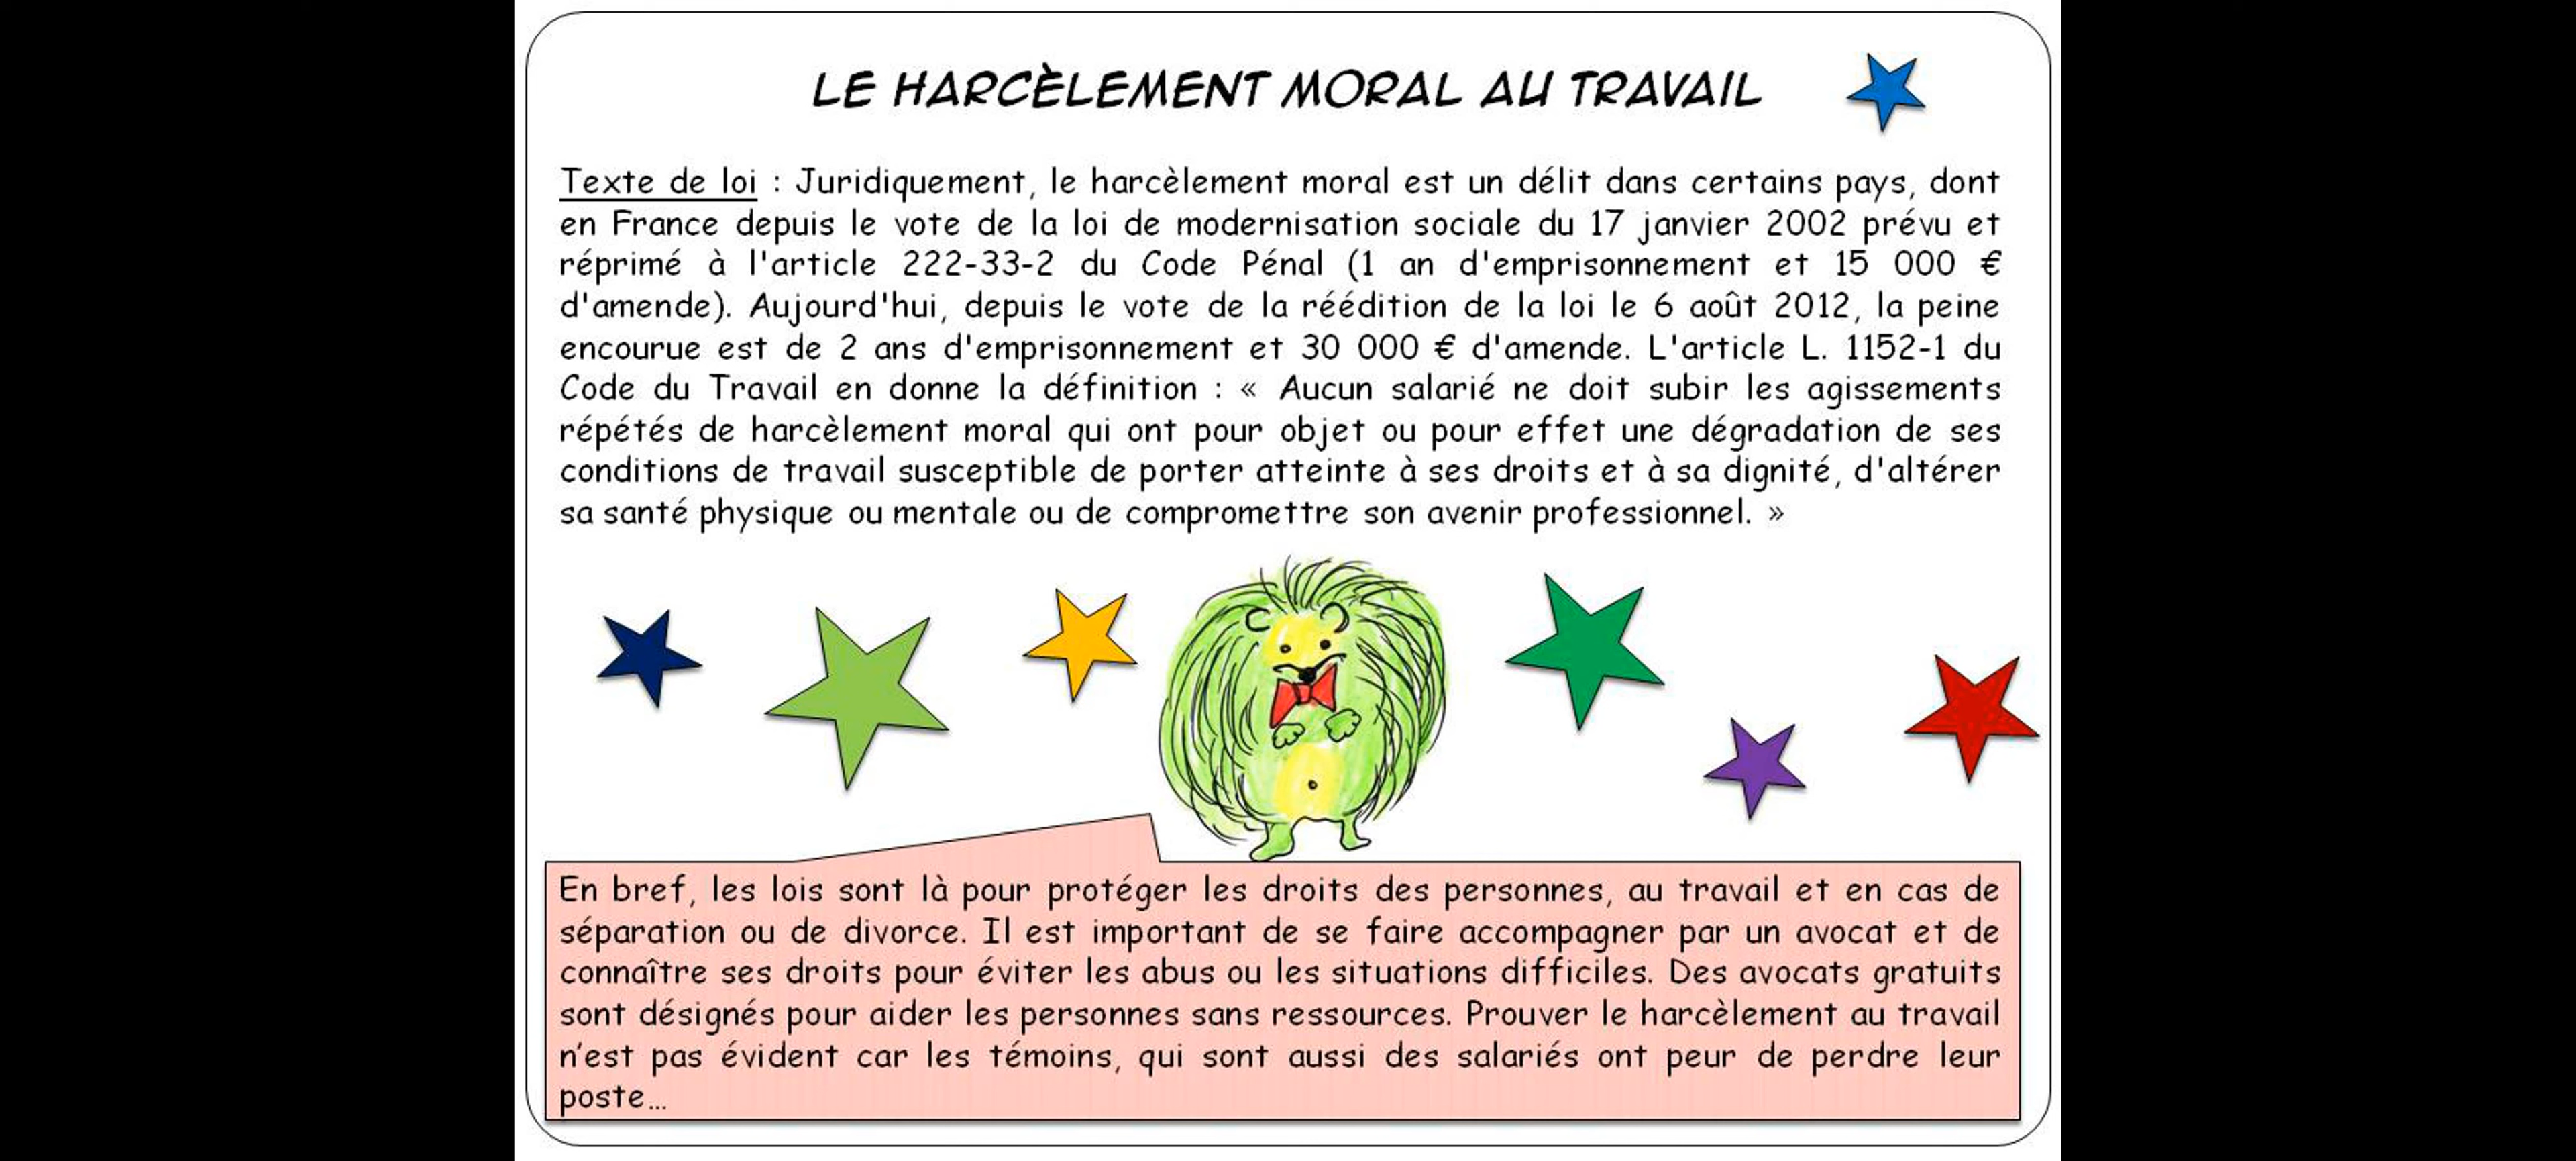 LE HARCÈLEMENT MORAL AU TRAVAIL
Texte de loi : Juridiquement, le harcèlement moral est un délit dans certains pays, dont
en France depuis le vote de la loi de modernisation sociale du 17 janvier 2002 prévu et
réprimé à l'article 222-33-2 du Code Pénal (1 an d'emprisonnement et 15 000 €
d'amende). Aujourd'hui, depuis le vote de la réédition de la loi le 6 août 2012, la peine
encourue est de 2 ans d'emprisonnement et 30 000 € d'amende. L'article L. 1152-1 du
Code du Travail en donne la définition : « Aucun salarié ne doit subir les agissements
répétés de harcèlement moral qui ont pour objet ou pour effet une dégradation de ses
conditions de travail susceptible de porter atteinte à ses droits et à sa dignité, d'altérer
sa santé physique ou mentale ou de compromettre son avenir professionnel. »
En bref, les lois sont là pour protéger les droits des personnes, au travail et en cas de
séparation ou de divorce. Il est important de se faire accompagner par un avocat et de
connaître ses droits pour éviter les abus ou les situations difficiles. Des avocats gratuits
sont désignés pour aider les personnes sans ressources. Prouver le harcèlement au travail
n’est pas évident car les témoins, qui sont aussi des salariés ont peur de perdre leur
poste…